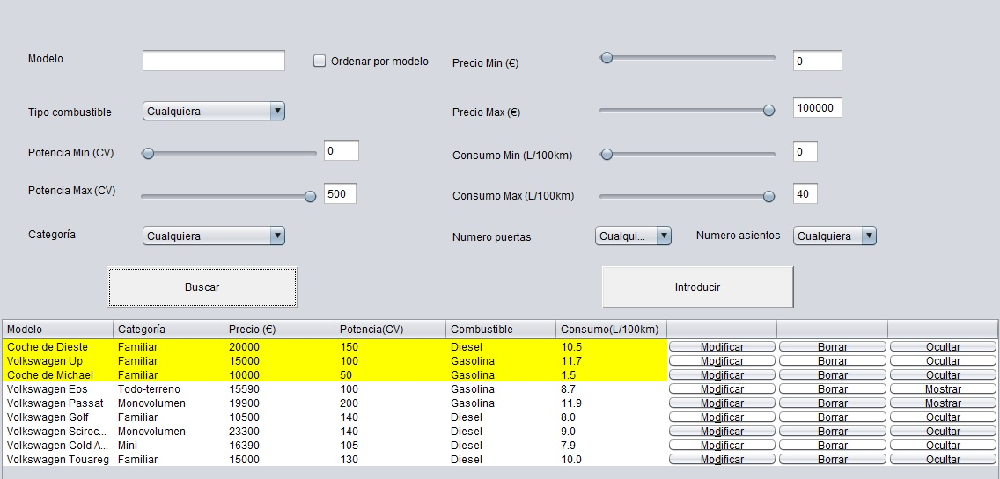 Modelo
Ordenar por modelo
Precio Min (€)
0
Tipo combustible
Cualquiera
Precio Max (€)
100000
Potencia Min (CV)
0
Consumo Min (L/100km)
0
Potencia Max (CV)
500
Consumo Max (L/100km)
40
Categoría
Cualquiera
Numero puertas
Cualqui...
Numero asientos
Cualquiera
Buscar
Introducir
Modelo Categoría Precio (€) Potencia(CV) Combustible Consumo(L/100km)
Coche de Dieste Familiar 20000 150 Diesel 10.5 Modificar Borrar Ocultar
Volkswagen Up Familiar 15000 100 Gasolina 11.7 Modificar Borrar Ocultar
Coche de Michael Familiar 10000 50 Gasolina 1.5 Modificar Borrar Ocultar
Volkswagen Eos Todo-terreno 15590 100 Gasolina 8.7 Modificar Borrar Mostrar
Volkswagen Passat Monovolumen 19900 200 Gasolina 11.9 Modificar Borrar Mostrar
Volkswagen Golf Familiar 10500 140 Diesel 8.0 Modificar Borrar Ocultar
Volkswagen Sciroc... Monovolumen 23300 140 Diesel 9.0 Modificar Borrar Ocultar
Volkswagen Gold A... Mini 16390 105 Diesel 7.9 Modificar Borrar Ocultar
Volkswagen Touareg Familiar 15000 130 Diesel 10.0 Modificar Borrar Ocultar